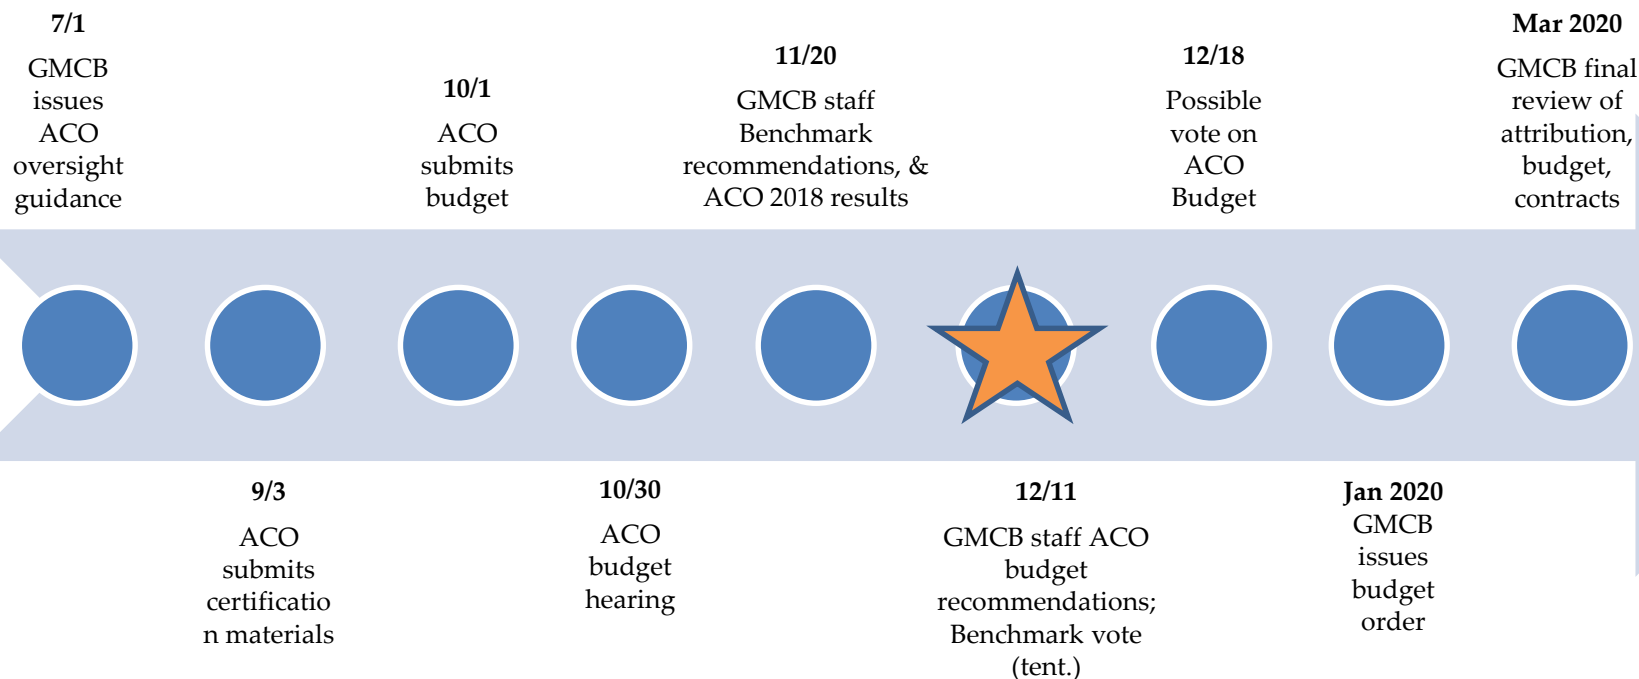 7/1
GMCB
issues
ACO
oversight
guidance
9/3
ACO
submits
certificatio
n materials
10/1
ACO
submits
budget
10/30
ACO
budget
hearing
11/20
GMCB staff
Benchmark
recommendations, &
ACO 2018 results
12/11
GMCB staff ACO
budget
recommendations;
Benchmark vote
(tent.)
12/18
Possible
vote on
ACO
Budget
Jan 2020
GMCB
issues
budget
order
Mar 2020
GMCB final
review of
attribution,
budget,
contracts